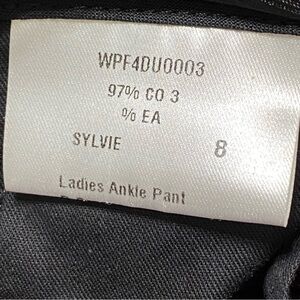 WPF4DU0003
97% CO 3
% EA
SYLVIE 8
Ladies Ankle Pant